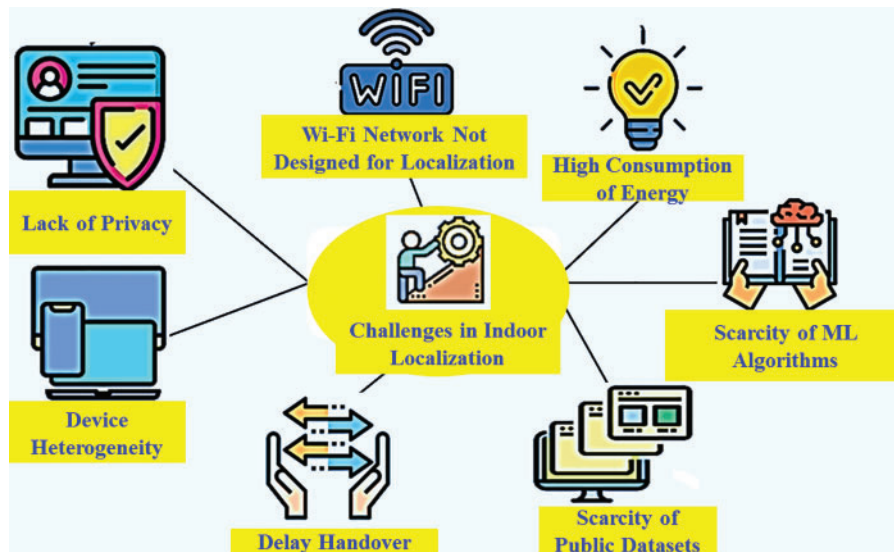 WIFI
Wi-Fi Network Not
Designed for Localization
High Consumption
of Energy
Lack of Privacy
Challenges in Indoor
Localization
Scarcity of ML
Algorithms
Device
Heterogeneity
Delay Handover
Scarcity of
Public Datasets